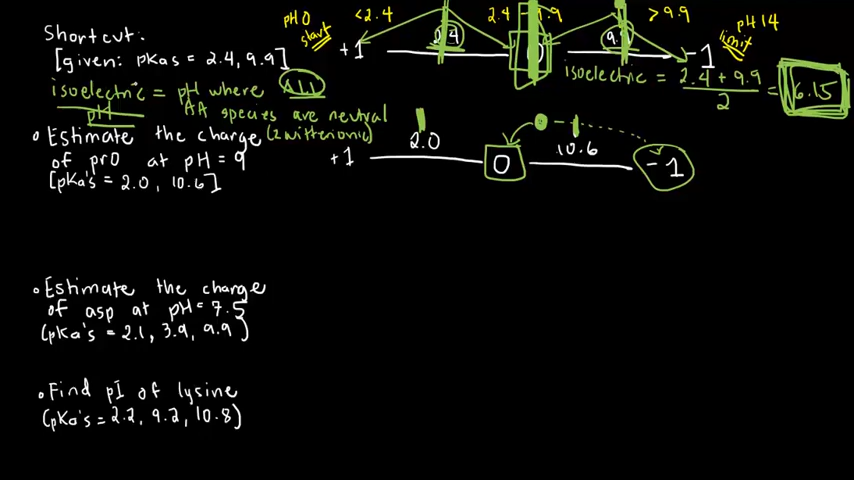 pH 0 <2.4 2.4 - 9.9 >9.9 pH 14
start limit
Shortcut: +1 2.4 0 9.9 -1
[given: pKas = 2.4, 9.9]
isoelectric = 2.4 + 9.9 / 2 = 6.15
isoelectric = pH where ALL
pH AA species are neutral
(zwitterionic)
• Estimate the charge
of pro at pH = 9
[pKa's = 2.0, 10.6]
+1 2.0 0 10.6 -1
• Estimate the charge
of asp at pH = 7.5
(pKa's = 2.1, 3.9, 9.9)
• Find pI of lysine
(pKa's = 2.2, 9.2, 10.8)